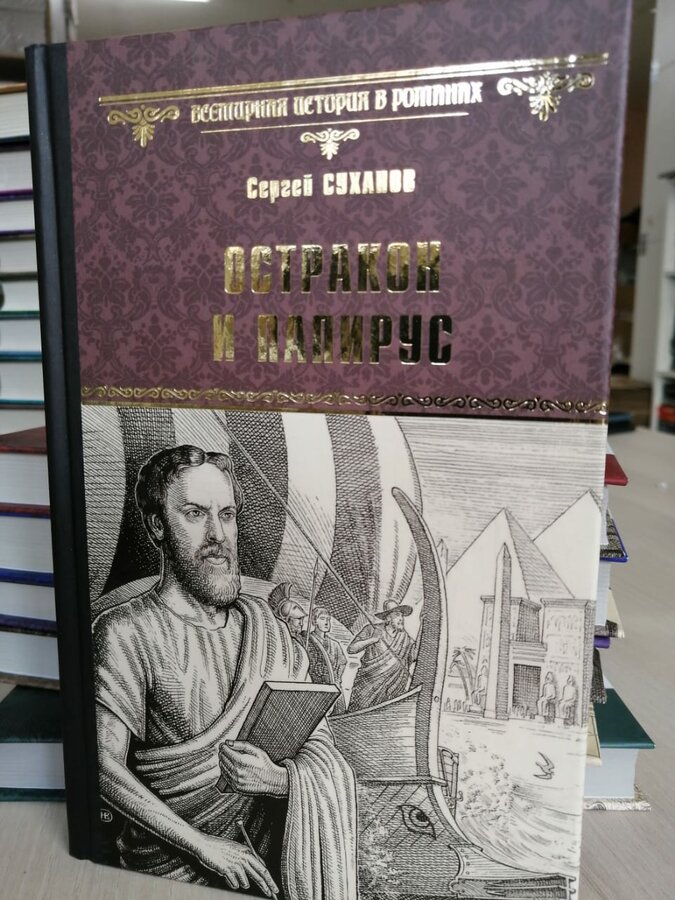 ВСЕМИРНАЯ ИСТОРИЯ В РОМАНАХ
Сергей СУХАНОВ
ОСТРАКОН
И ПАПИРУС